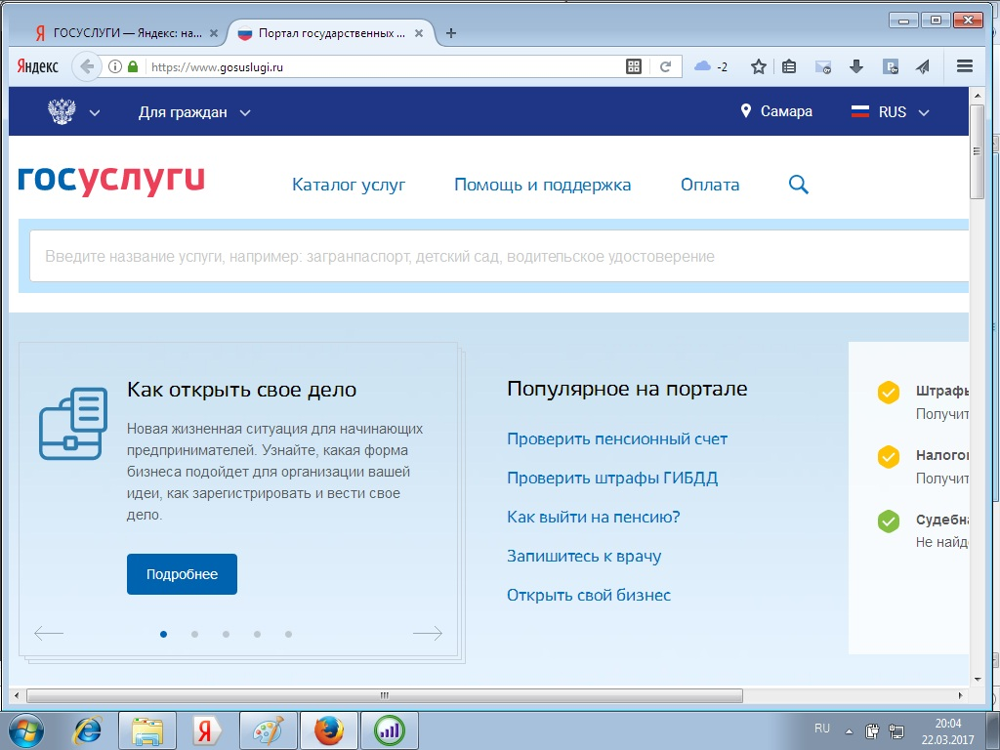 ГОСУСЛУГИ — Яндекс: на...
Портал государственных ...
Яндекс
https://www.gosuslugi.ru
-2
Для граждан
Самара
RUS
госуслуги
Каталог услуг
Помощь и поддержка
Оплата
Введите название услуги, например: загранпаспорт, детский сад, водительское удостоверение
Как открыть свое дело
Новая жизненная ситуация для начинающих
предпринимателей. Узнайте, какая форма
бизнеса подойдет для организации вашей
идеи, как зарегистрировать и вести свое
дело.
Подробнее
Популярное на портале
Проверить пенсионный счет
Проверить штрафы ГИБДД
Как выйти на пенсию?
Запишитесь к врачу
Открыть свой бизнес
Штрафы
Получит
Налого
Получит
Судебна
Не найд
RU
20:04
22.03.2017